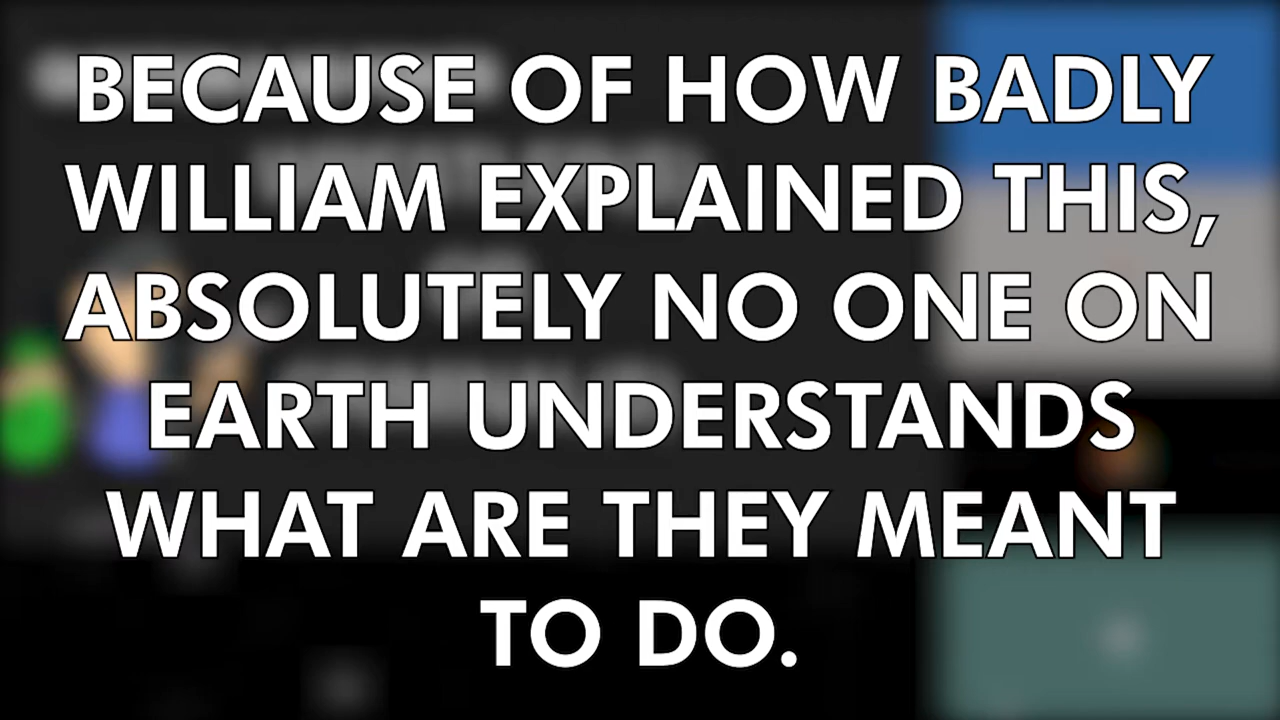 BECAUSE OF HOW BADLY
WILLIAM EXPLAINED THIS,
ABSOLUTELY NO ONE ON
EARTH UNDERSTANDS
WHAT ARE THEY MEANT
TO DO.